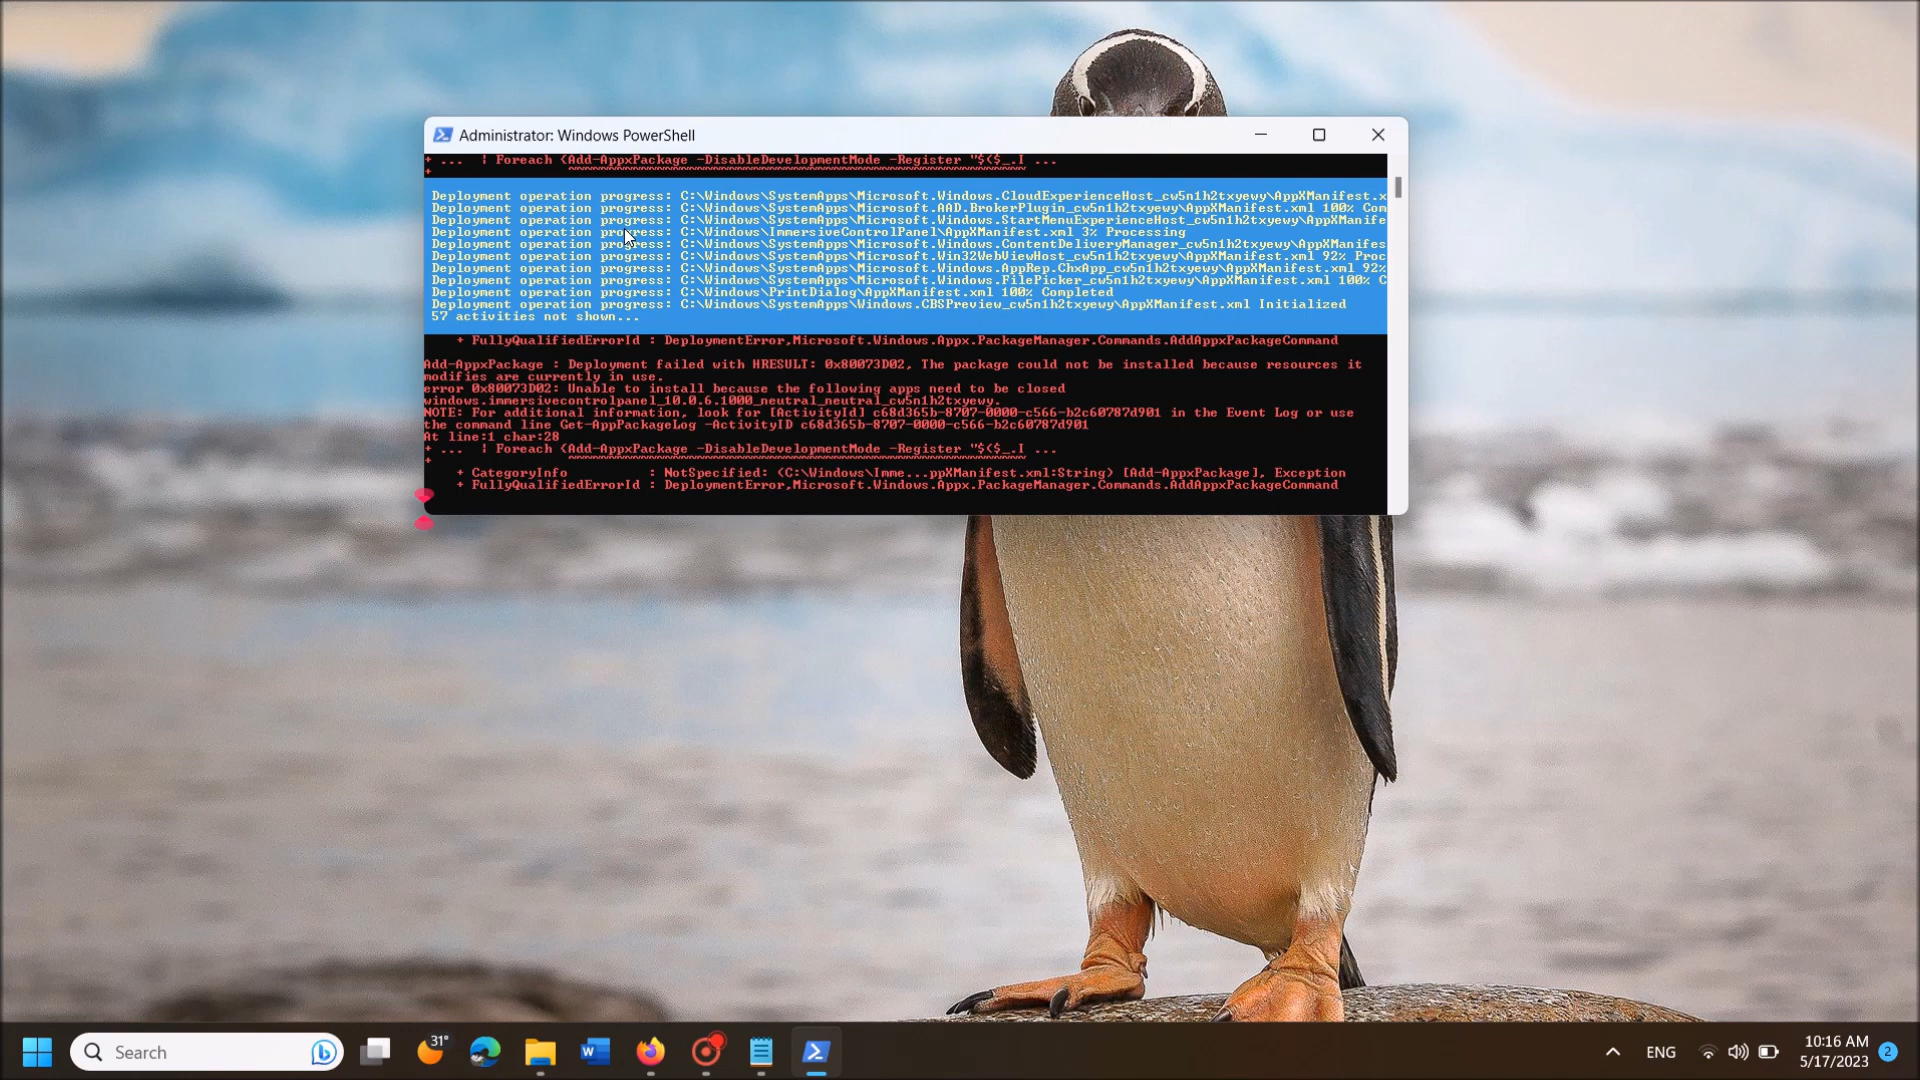 Administrator: Windows PowerShell
+ ...  | Foreach {Add-AppxPackage -DisableDevelopmentMode -Register "$($_.I ...
+
Deployment operation progress: C:\Windows\SystemApps\Microsoft.Windows.CloudExperienceHost_cw5n1h2txyewy\AppXManifest.x
Deployment operation progress: C:\Windows\SystemApps\Microsoft.AAD.BrokerPlugin_cw5n1h2txyewy\AppXManifest.xml 100% Com
Deployment operation progress: C:\Windows\SystemApps\Microsoft.Windows.StartMenuExperienceHost_cw5n1h2txyewy\AppXManife
Deployment operation progress: C:\Windows\ImmersiveControlPanel\AppXManifest.xml 3% Processing
Deployment operation progress: C:\Windows\SystemApps\Microsoft.Windows.ContentDeliveryManager_cw5n1h2txyewy\AppXManifes
Deployment operation progress: C:\Windows\SystemApps\Microsoft.Win32WebViewHost_cw5n1h2txyewy\AppXManifest.xml 92% Proc
Deployment operation progress: C:\Windows\SystemApps\Microsoft.Windows.AppRep.ChxApp_cw5n1h2txyewy\AppXManifest.xml 92%
Deployment operation progress: C:\Windows\SystemApps\Microsoft.Windows.FilePicker_cw5n1h2txyewy\AppXManifest.xml 100% C
Deployment operation progress: C:\Windows\PrintDialog\AppXManifest.xml 100% Completed
Deployment operation progress: C:\Windows\SystemApps\Windows.CBSPreview_cw5n1h2txyewy\AppXManifest.xml Initialized
57 activities not shown...
+ FullyQualifiedErrorId : DeploymentError,Microsoft.Windows.Appx.PackageManager.Commands.AddAppxPackageCommand
Add-AppxPackage : Deployment failed with HRESULT: 0x80073D02, The package could not be installed because resources it
modifies are currently in use.
error 0x80073D02: Unable to install because the following apps need to be closed
windows.immersivecontrolpanel_10.0.6.1000_neutral_neutral_cw5n1h2txyewy.
NOTE: For additional information, look for [ActivityId] c68d365b-8707-0000-c566-b2c60787d901 in the Event Log or use
the command line Get-AppPackageLog -ActivityID c68d365b-8707-0000-c566-b2c60787d901
At line:1 char:28
+ ...  | Foreach {Add-AppxPackage -DisableDevelopmentMode -Register "$($_.I ...
+
+ CategoryInfo          : NotSpecified: (C:\Windows\Imme...ppXManifest.xml:String) [Add-AppxPackage], Exception
+ FullyQualifiedErrorId : DeploymentError,Microsoft.Windows.Appx.PackageManager.Commands.AddAppxPackageCommand
Search
31°
W
ENG
10:16 AM
5/17/2023
2